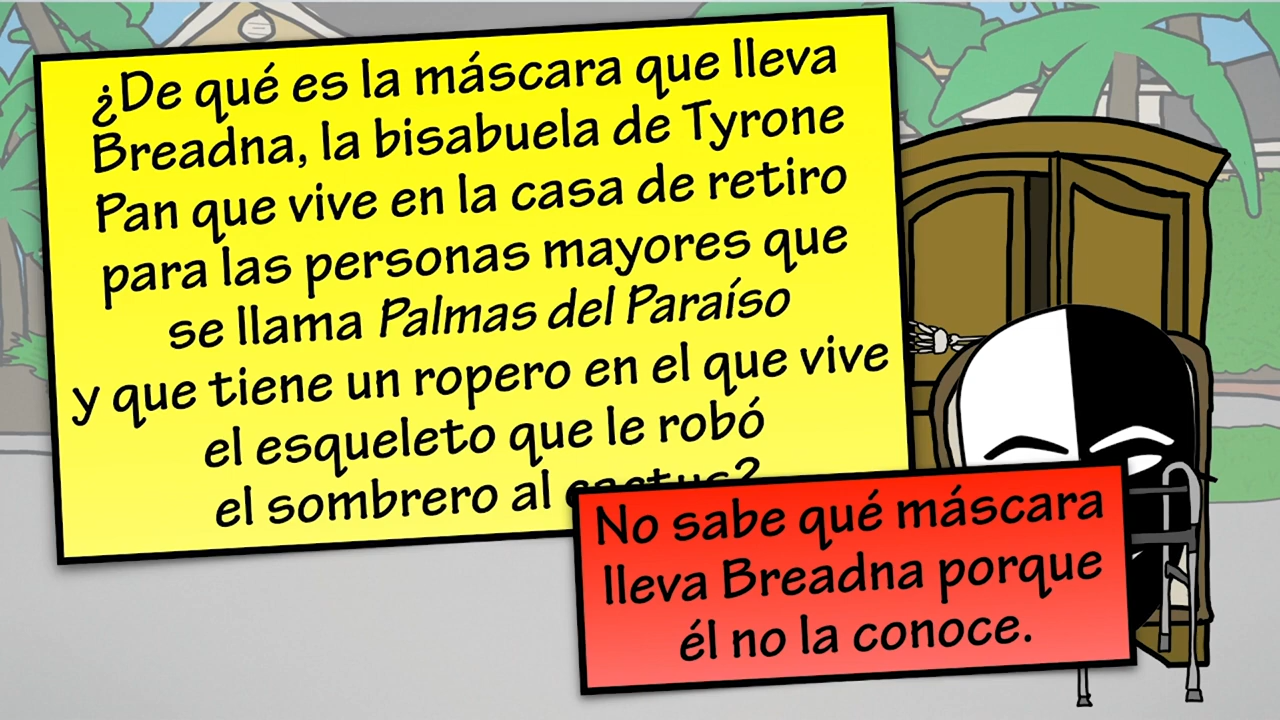 ¿De qué es la máscara que lleva
Breadna, la bisabuela de Tyrone
Pan que vive en la casa de retiro
para las personas mayores que
se llama Palmas del Paraíso
y que tiene un ropero en el que vive
el esqueleto que le robó
el sombrero al cactus?
No sabe qué máscara
lleva Breadna porque
él no la conoce.